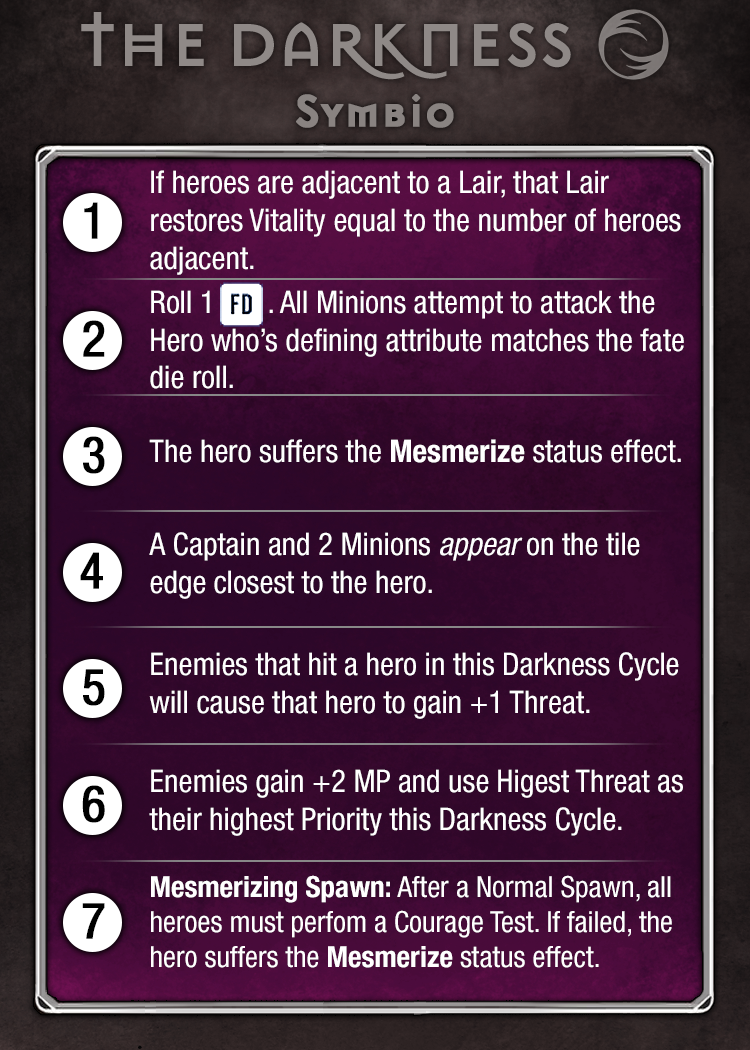 THE DARKNESS
Symbio
1
If heroes are adjacent to a Lair, that Lair
restores Vitality equal to the number of heroes
adjacent.
2
Roll 1 FD . All Minions attempt to attack the
Hero who's defining attribute matches the fate
die roll.
3
The hero suffers the Mesmerize status effect.
4
A Captain and 2 Minions appear on the tile
edge closest to the hero.
5
Enemies that hit a hero in this Darkness Cycle
will cause that hero to gain +1 Threat.
6
Enemies gain +2 MP and use Higest Threat as
their highest Priority this Darkness Cycle.
7
Mesmerizing Spawn: After a Normal Spawn, all
heroes must perfom a Courage Test. If failed, the
hero suffers the Mesmerize status effect.